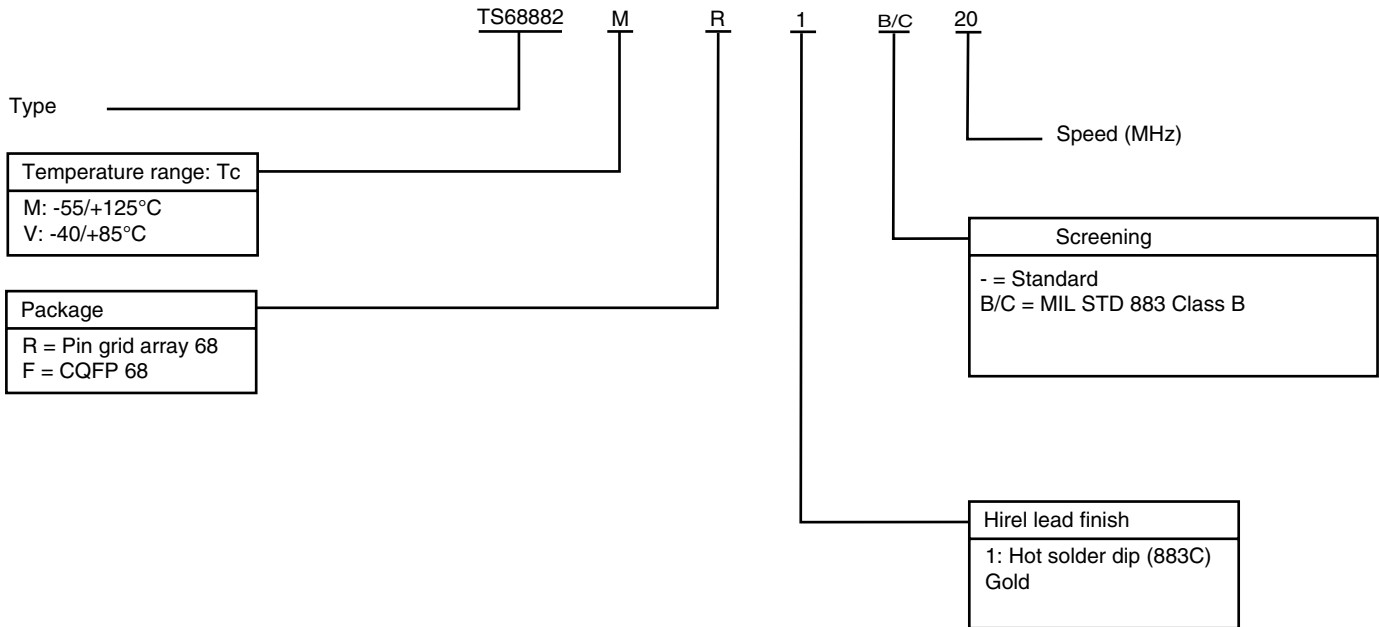 TS68882 M R 1 B/C 20
Type
Speed (MHz)
Temperature range: Tc
M: -55/+125°C
V: -40/+85°C
Screening
- = Standard
B/C = MIL STD 883 Class B
Package
R = Pin grid array 68
F = CQFP 68
Hirel lead finish
1: Hot solder dip (883C)
Gold